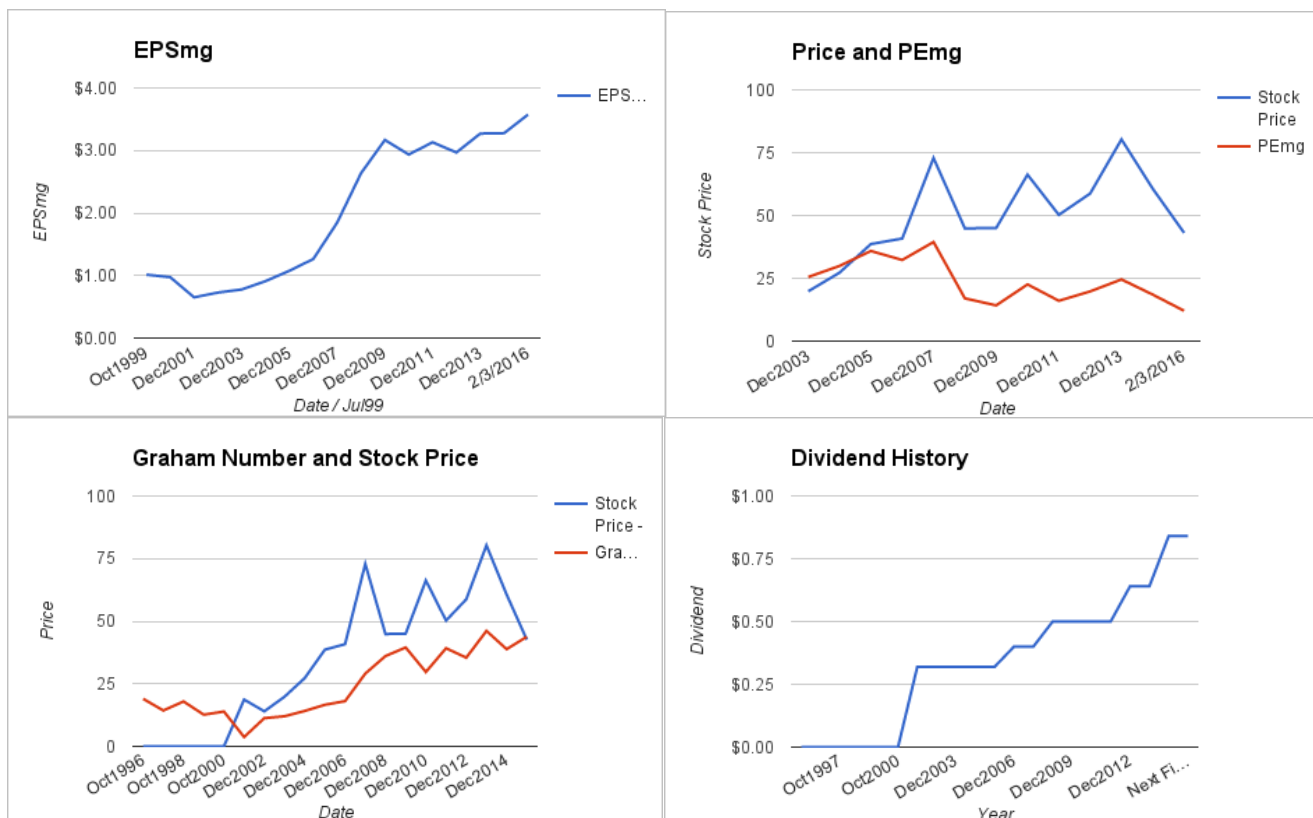 EPSmg
$4.00
$3.00
$2.00
$1.00
$0.00
EPSmg
EPS...
Oct1999
Dec2001
Dec2003
Dec2005
Dec2007
Dec2009
Dec2011
Dec2013
2/3/2016
Date / Jul99
Price and PEmg
100
75
50
25
0
Stock Price
Stock
Price
PEmg
Dec2003
Dec2005
Dec2007
Dec2009
Dec2011
Dec2013
2/3/2016
Date
Graham Number and Stock Price
100
75
50
25
0
Price
Stock
Price -
Gra...
Oct1996
Oct1998
Oct2000
Dec2002
Dec2004
Dec2006
Dec2008
Dec2010
Dec2012
Dec2014
Date
Dividend History
$1.00
$0.75
$0.50
$0.25
$0.00
Dividend
Oct1997
Oct2000
Dec2003
Dec2006
Dec2009
Dec2012
Next Fi...
Year